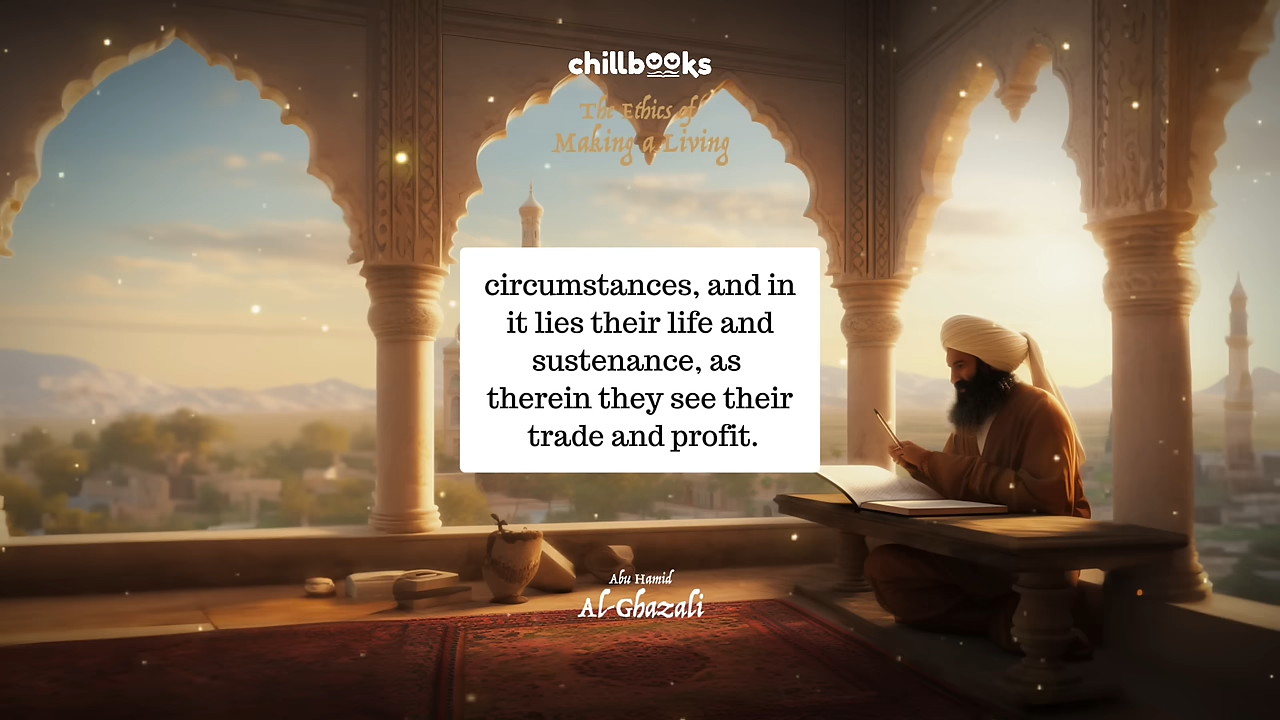 chillbooks
The Ethics of
Making a Living
circumstances, and in
it lies their life and
sustenance, as
therein they see their
trade and profit.
Abu Hamid
Al-Ghazali